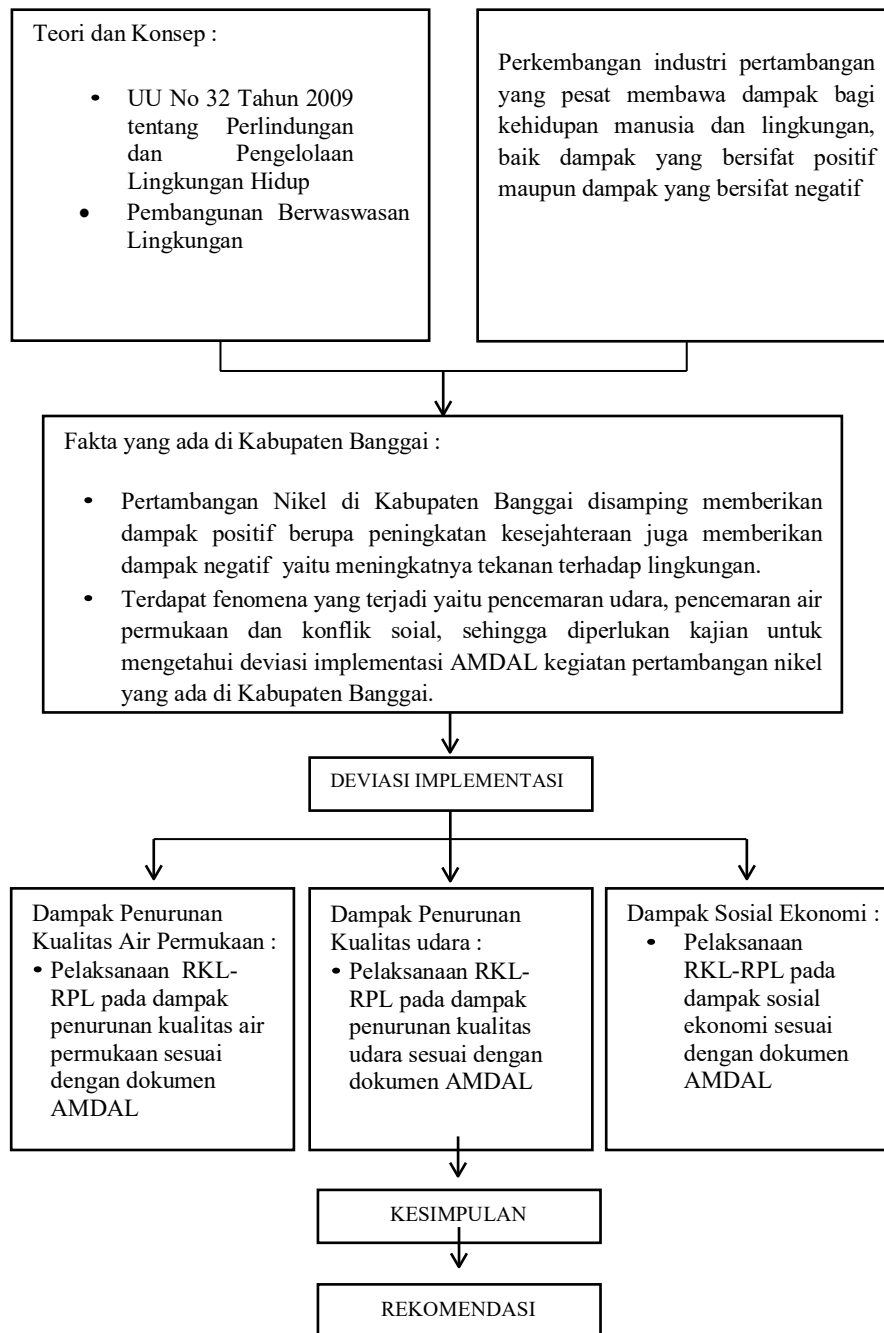 Teori dan Konsep :
• UU No 32 Tahun 2009
tentang Perlindungan
dan Pengelolaan
Lingkungan Hidup
• Pembangunan Berwaswasan
Lingkungan
Perkembangan industri pertambangan
yang pesat membawa dampak bagi
kehidupan manusia dan lingkungan,
baik dampak yang bersifat positif
maupun dampak yang bersifat negatif
Fakta yang ada di Kabupaten Banggai :
• Pertambangan Nikel di Kabupaten Banggai disamping memberikan
dampak positif berupa peningkatan kesejahteraan juga memberikan
dampak negatif yaitu meningkatnya tekanan terhadap lingkungan.
• Terdapat fenomena yang terjadi yaitu pencemaran udara, pencemaran air
permukaan dan konflik soial, sehingga diperlukan kajian untuk
mengetahui deviasi implementasi AMDAL kegiatan pertambangan nikel
yang ada di Kabupaten Banggai.
DEVIASI IMPLEMENTASI
Dampak Penurunan
Kualitas Air Permukaan :
• Pelaksanaan RKL-
RPL pada dampak
penurunan kualitas air
permukaan sesuai
dengan dokumen
AMDAL
Dampak Penurunan
Kualitas udara :
• Pelaksanaan RKL-
RPL pada dampak
penurunan kualitas
udara sesuai dengan
dokumen AMDAL
Dampak Sosial Ekonomi :
• Pelaksanaan
RKL-RPL pada
dampak sosial
ekonomi sesuai
dengan dokumen
AMDAL
KESIMPULAN
REKOMENDASI